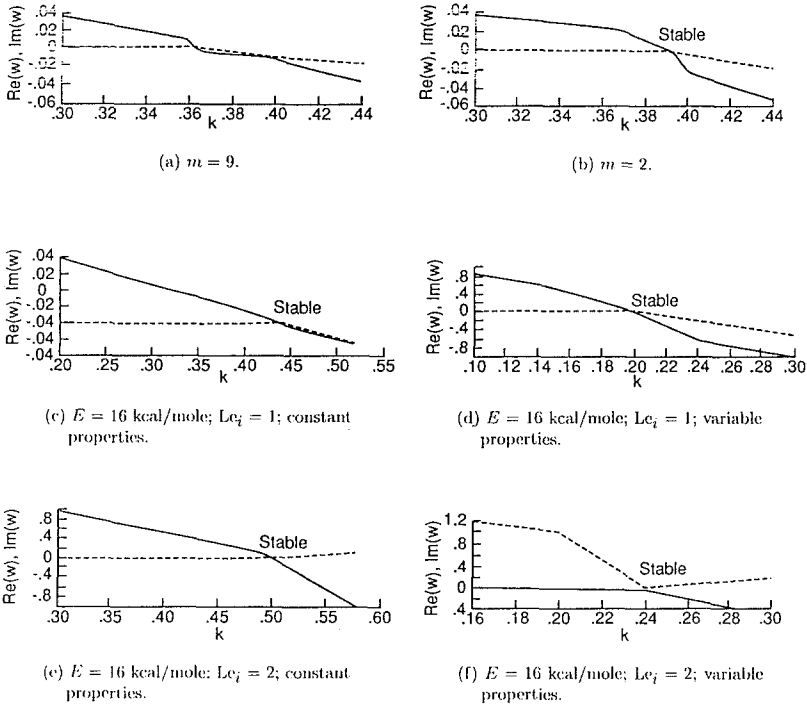 Re(w), Im(w)
.04
.02
0
-.02
-.04
-.06
.30 .32 .34 .36 .38 .40 .42 .44
k
(a) m = 9.
Re(w), Im(w)
.04
.02
0
-.02
-.04
-.06
Stable
.30 .32 .34 .36 .38 .40 .42 .44
k
(b) m = 2.
Re(w), Im(w)
.04
.02
0
-.02
-.04
-.04
Stable
.20 .25 .30 .35 .40 .45 .50 .55
k
(c) E = 16 kcal/mole; Lei = 1; constant
properties.
Re(w), Im(w)
.8
.4
0
-.4
-.8
Stable
.10 .12 .14 .16 .18 .20 .22 .24 .26 .28 .30
k
(d) E = 16 kcal/mole; Lei = 1; variable
properties.
Re(w), Im(w)
.8
.4
0
-.4
-.8
Stable
.30 .35 .40 .45 .50 .55 .60
k
(e) E = 16 kcal/mole; Lei = 2; constant
properties.
Re(w), Im(w)
1.2
.8
.4
0
.4
Stable
.16 .18 .20 .22 .24 .26 .28 .30
k
(f) E = 16 kcal/mole; Lei = 2; variable
properties.